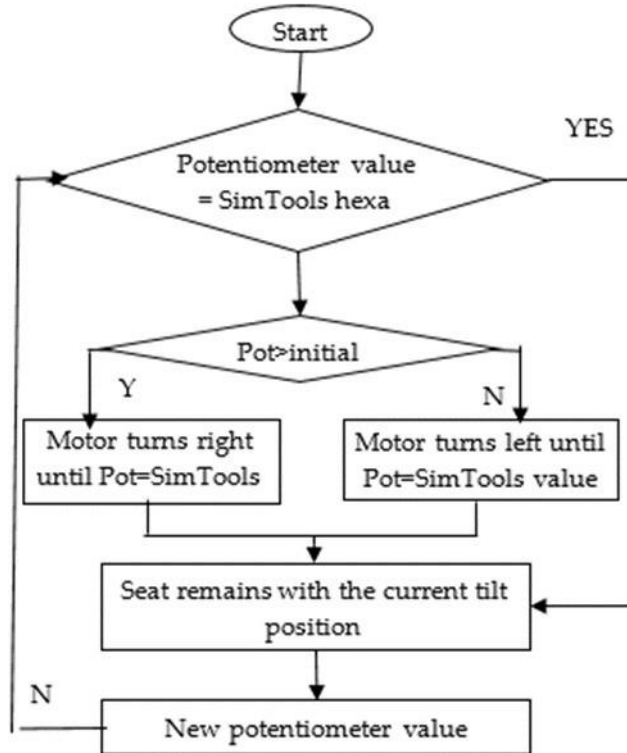 Start
YES
Potentiometer value
= SimTools hexa
Pot>initial
Y
N
Motor turns right
until Pot=SimTools
Motor turns left until
Pot=SimTools value
Seat remains with the current tilt
position
N
New potentiometer value